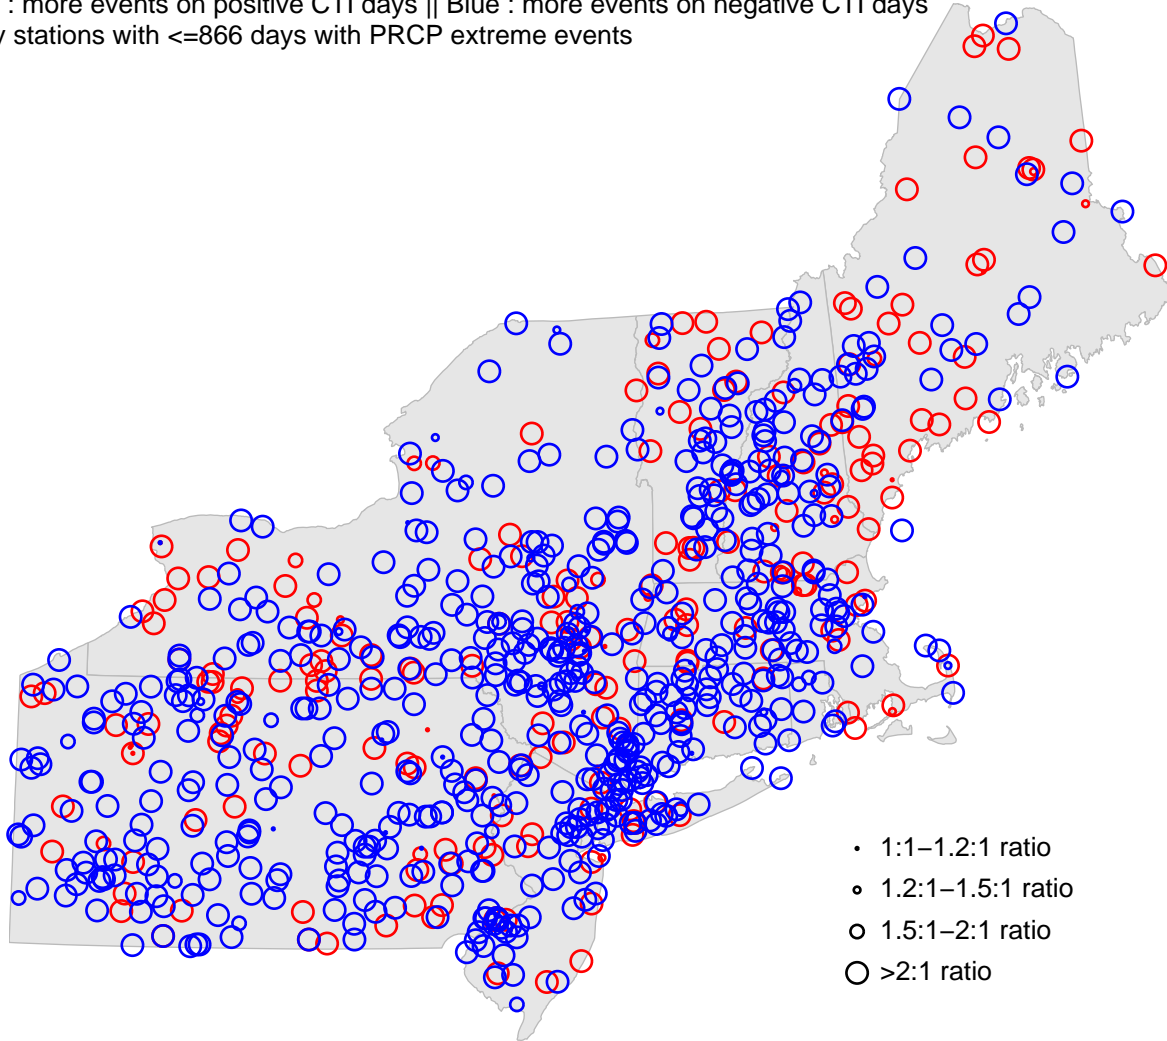 : more events on positive CTI days || Blue : more events on negative CTI days
stations with <=866 days with PRCP extreme events
1:1–1.2:1 ratio
1.2:1–1.5:1 ratio
1.5:1–2:1 ratio
>2:1 ratio